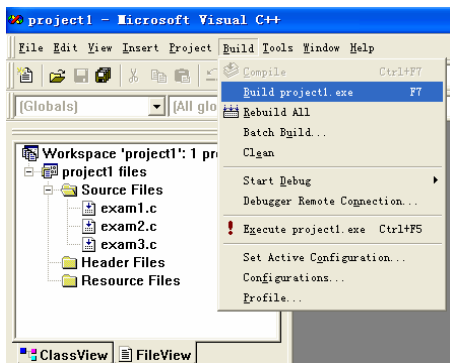 project1 - Microsoft Visual C++
File Edit View Insert Project Build Tools Window Help
Compile Ctrl+F7
(Globals) [All glo
Build project1.exe F7
Rebuild All
Batch Build...
Clean
Start Debug
Debugger Remote Connection...
Execute project1.exe Ctrl+F5
Set Active Configuration...
Configurations...
Profile...
Workspace 'project1': 1 pr
project1 files
Source Files
exam1.c
exam2.c
exam3.c
Header Files
Resource Files
ClassView FileView